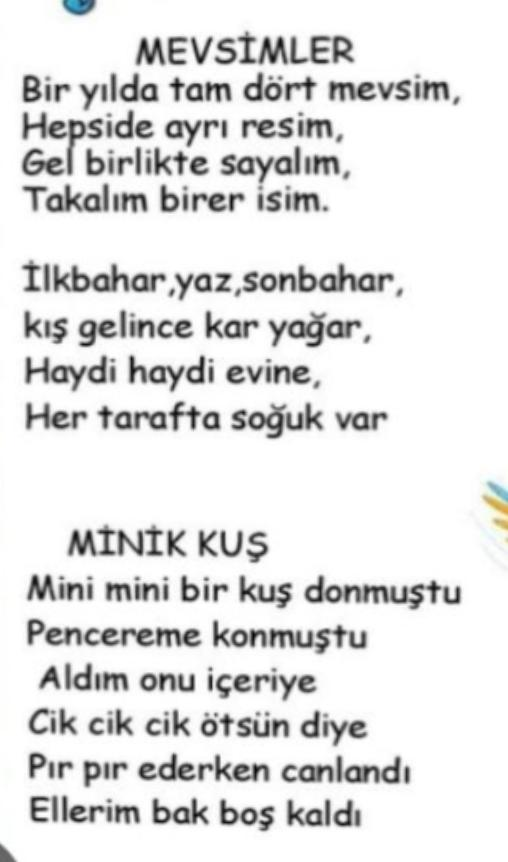 MEVSİMLER
Bir yılda tam dört mevsim,
Hepside ayrı resim,
Gel birlikte sayalım,
Takalım birer isim.
İlkbahar,yaz,sonbahar,
kış gelince kar yağar,
Haydi haydi evine,
Her tarafta soğuk var
MİNİK KUŞ
Mini mini bir kuş donmuştu
Pencereme konmuştu
Aldım onu içeriye
Cik cik cik ötsün diye
Pır pır ederken canlandı
Ellerim bak boş kaldı